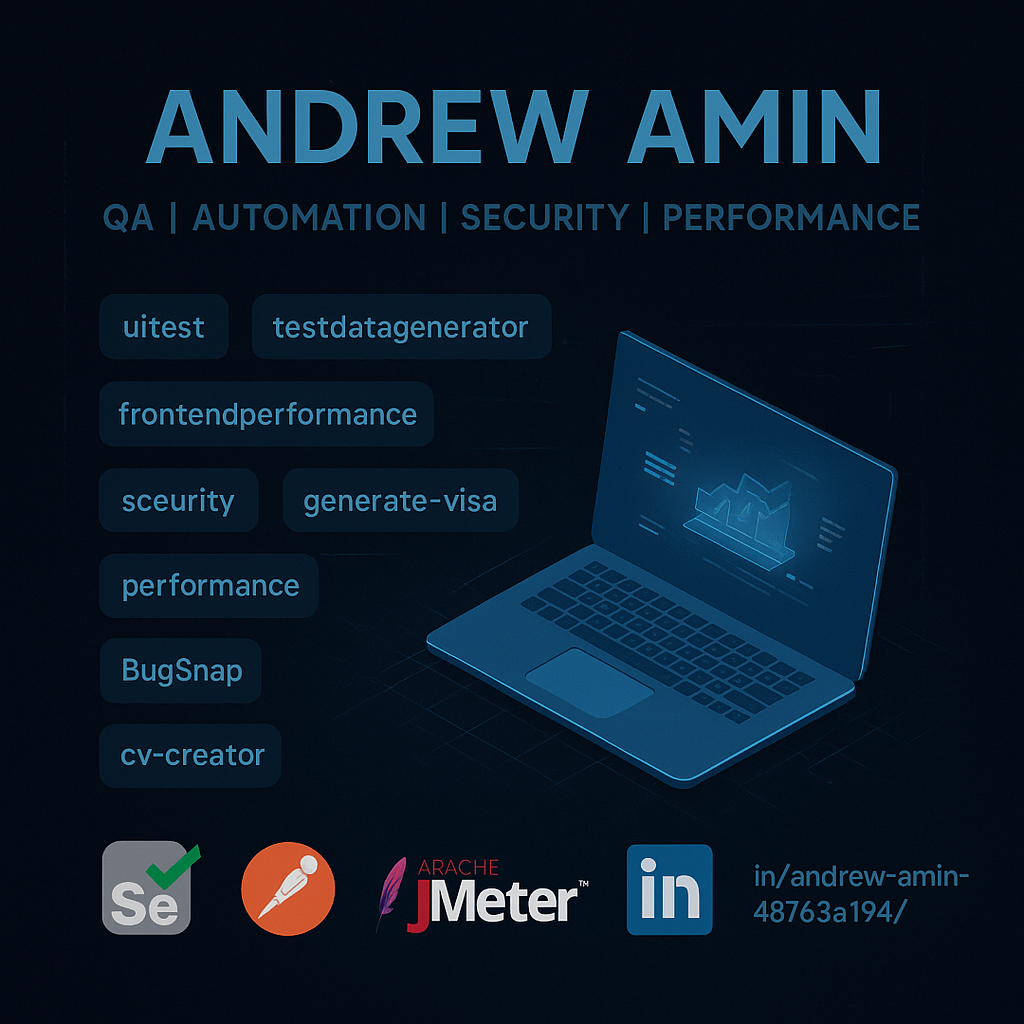 ANDREW AMIN
QA | AUTOMATION | SECURITY | PERFORMANCE
uitest testdatagenerator
frontendperformance
sceurity generate-visa
performance
BugSnap
cv-creator
Se
ARACHE
JMeter™
in
in/andrew-amin-
48763a194/